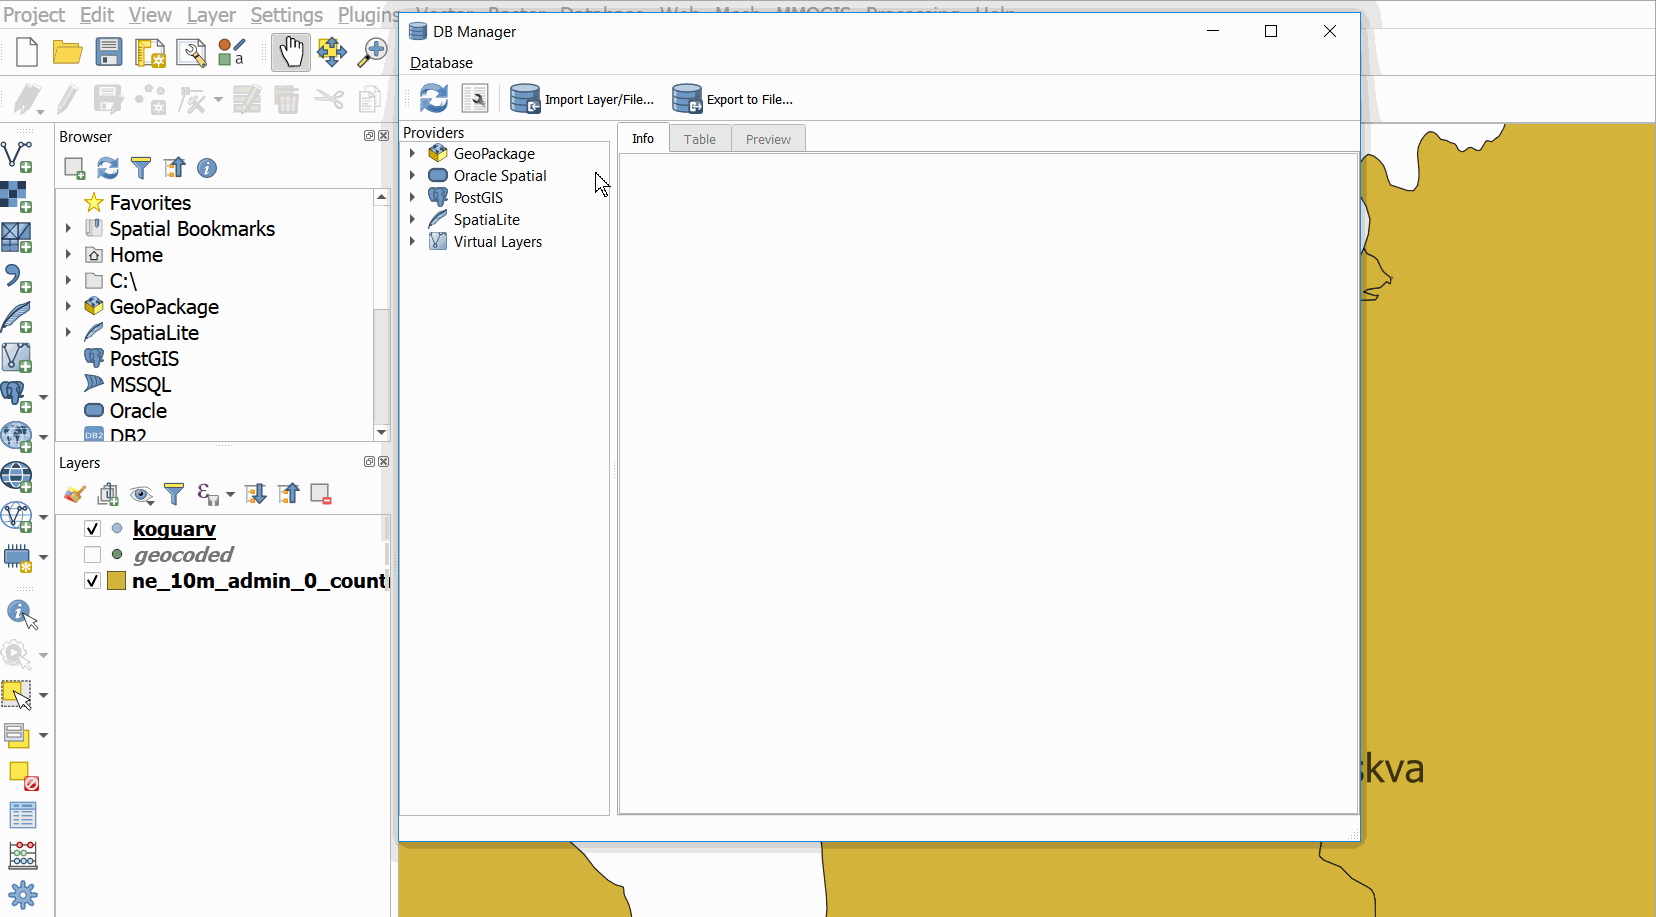 Project Edit View Layer Settings Plugins Vector Raster Database Web Mesh MMQGIS Processing Help
DB Manager
Database
Import Layer/File...
Export to File...
Browser
Favorites
Spatial Bookmarks
Home
C:\
GeoPackage
SpatiaLite
PostGIS
MSSQL
Oracle
DB2 DB2
Layers
koguarv
geocoded
ne_10m_admin_0_countr
Providers
GeoPackage
Oracle Spatial
PostGIS
SpatiaLite
Virtual Layers
Info Table Preview
skva